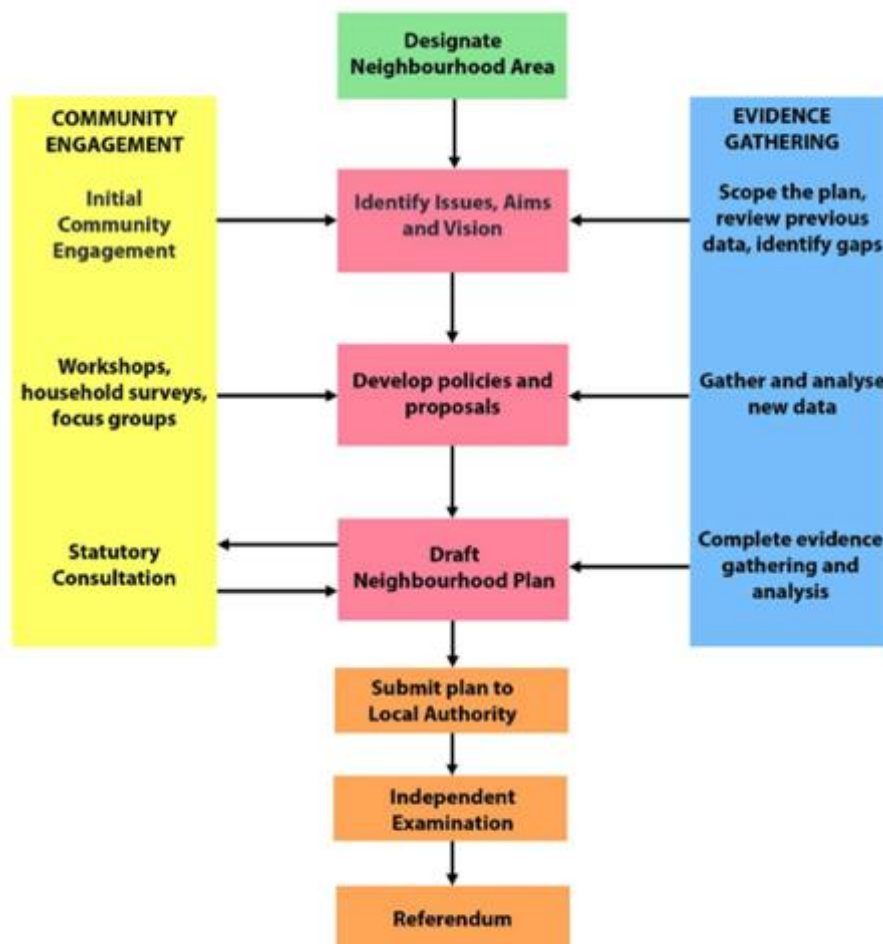 Designate
Neighbourhood Area
COMMUNITY
ENGAGEMENT
EVIDENCE
GATHERING
Initial
Community
Engagement
Identify Issues, Aims
and Vision
Scope the plan,
review previous
data, identify gaps
Workshops,
household surveys,
focus groups
Develop policies and
proposals
Gather and analyse
new data
Statutory
Consultation
Draft
Neighbourhood Plan
Complete evidence
gathering and
analysis
Submit plan to
Local Authority
Independent
Examination
Referendum